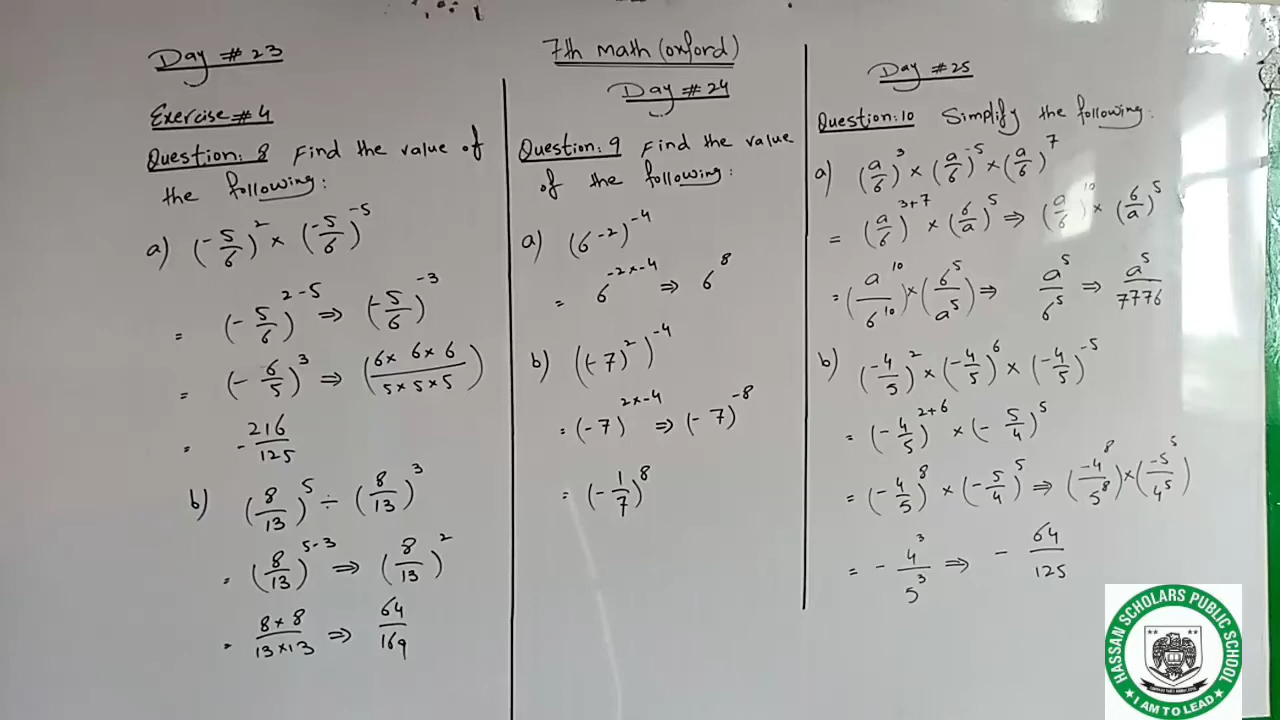 7th math (oxford)
Day # 23
Exercise # 4
Question: 8 Find the value of
the following:
a) (-5/6)^2 × (-5/6)^-5
= (-5/6)^2-5 ⇒ (-5/6)^-3
= (-6/5)^3 ⇒ (6×6×6/5×5×5)
= -216/125
b) (8/13)^5 ÷ (8/13)^3
= (8/13)^5-3 ⇒ (8/13)^2
= 8×8/13×13 ⇒ 64/169
Day # 24
Question: 9 Find the value
of the following:
a) (6^-2)^-4
= 6^-2×-4 ⇒ 6^8
b) ((-7)^2)^-4
= (-7)^2×-4 ⇒ (-7)^-8
= (-1/7)^8
Day # 25
Question: 10 Simplify the following:
a) (a/6)^3 × (a/6)^-5 × (a/6)^7
= (a/6)^3+7 × (6/a)^5 ⇒ (a/6)^10 × (6/a)^5
= (a^10/6^10) × (6^5/a^5) ⇒ a^5/6^5 ⇒ a^5/7776
b) (-4/5)^2 × (-4/5)^6 × (-4/5)^-5
= (-4/5)^2+6 × (-5/4)^5
= (-4/5)^8 × (-5/4)^5 ⇒ (-4^8/5^8) × (-5^5/4^5)
= -4^3/5^3 ⇒ -64/125
HASSAN SCHOLARS PUBLIC SCHOOL
I AM TO LEAD